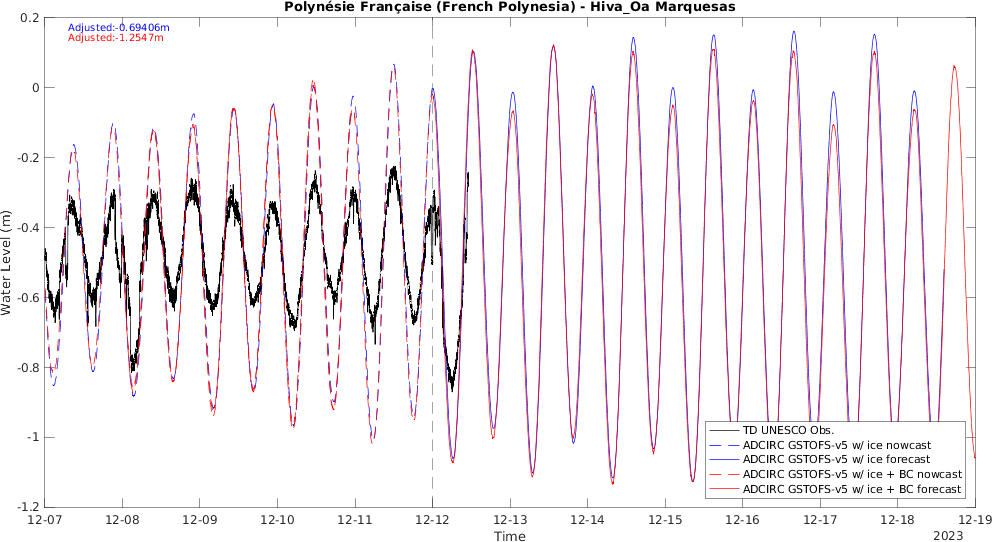 Polynésie Française (French Polynesia) - Hiva_Oa Marquesas
Adjusted:-0.69406m
Adjusted:-1.2547m
0.2
0
-0.2
-0.4
-0.6
-0.8
-1
-1.2
Water Level (m)
TD UNESCO Obs.
ADCIRC GSTOFS-v5 w/ ice nowcast
ADCIRC GSTOFS-v5 w/ ice forecast
ADCIRC GSTOFS-v5 w/ ice + BC nowcast
ADCIRC GSTOFS-v5 w/ ice + BC forecast
12-07 12-08 12-09 12-10 12-11 12-12 12-13 12-14 12-15 12-16 12-17 12-18 12-19
Time
2023